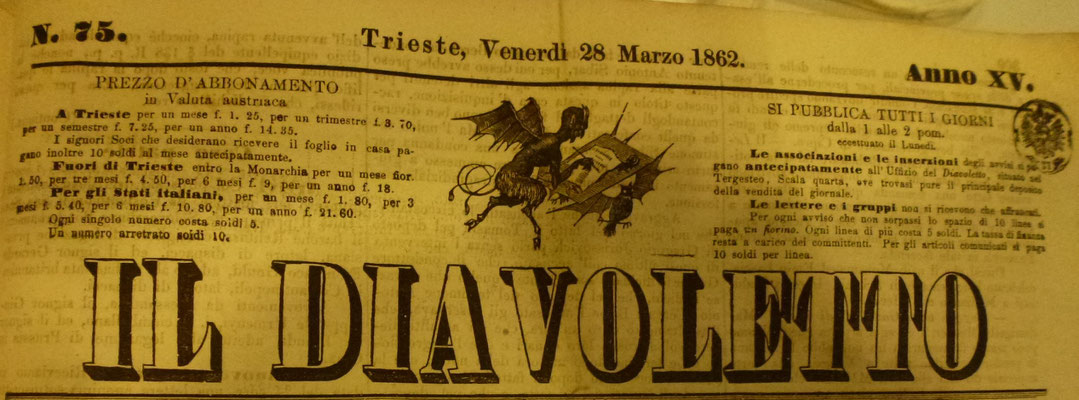 N. 75.
Trieste, Venerdì 28 Marzo 1862.
Anno XV.
PREZZO D'ABBONAMENTO
in Valuta austriaca
A Trieste per un mese f. 1. 25, per un trimestre f. 3. 70,
per un semestre f. 7. 25, per un anno f. 14. 35.
I signori Soci che desiderano ricevere il foglio in casa pa-
gano inoltre 10 soldi al mese antecipatamente.
Fuori di Trieste entro la Monarchia per un mese fior.
1.50, per tre mesi f. 4. 50, per 6 mesi f. 9, per un anno f. 18.
Per gli Stati italiani, per un mese f. 1. 80, per 3
mesi f. 5. 40, per 6 mesi f. 10. 80, per un anno f. 21. 60.
Ogni singolo numero costa soldi 5.
Un numero arretrato soldi 10.
SI PUBBLICA TUTTI I GIORNI
dalla 1 alle 2 pom.
eccettuato il Lunedì.
Le associazioni e le inserzioni degli avvisi si pa-
gano antecipatamente all'Uffizio del Diavoletto, situato nel
Tergesteo, Scala quarta, ove trovasi pure il principale deposito
della vendita del giornale.
Le lettere e i gruppi non si ricevono che affrancati.
Per ogni avviso che non sorpassi lo spazio di 10 linee si
paga un fiorino. Ogni linea di più costa 5 soldi. La tassa di finanza
resta a carico dei committenti. Per gli articoli comunicati si paga
10 soldi per linea.
IL DIAVOLETTO